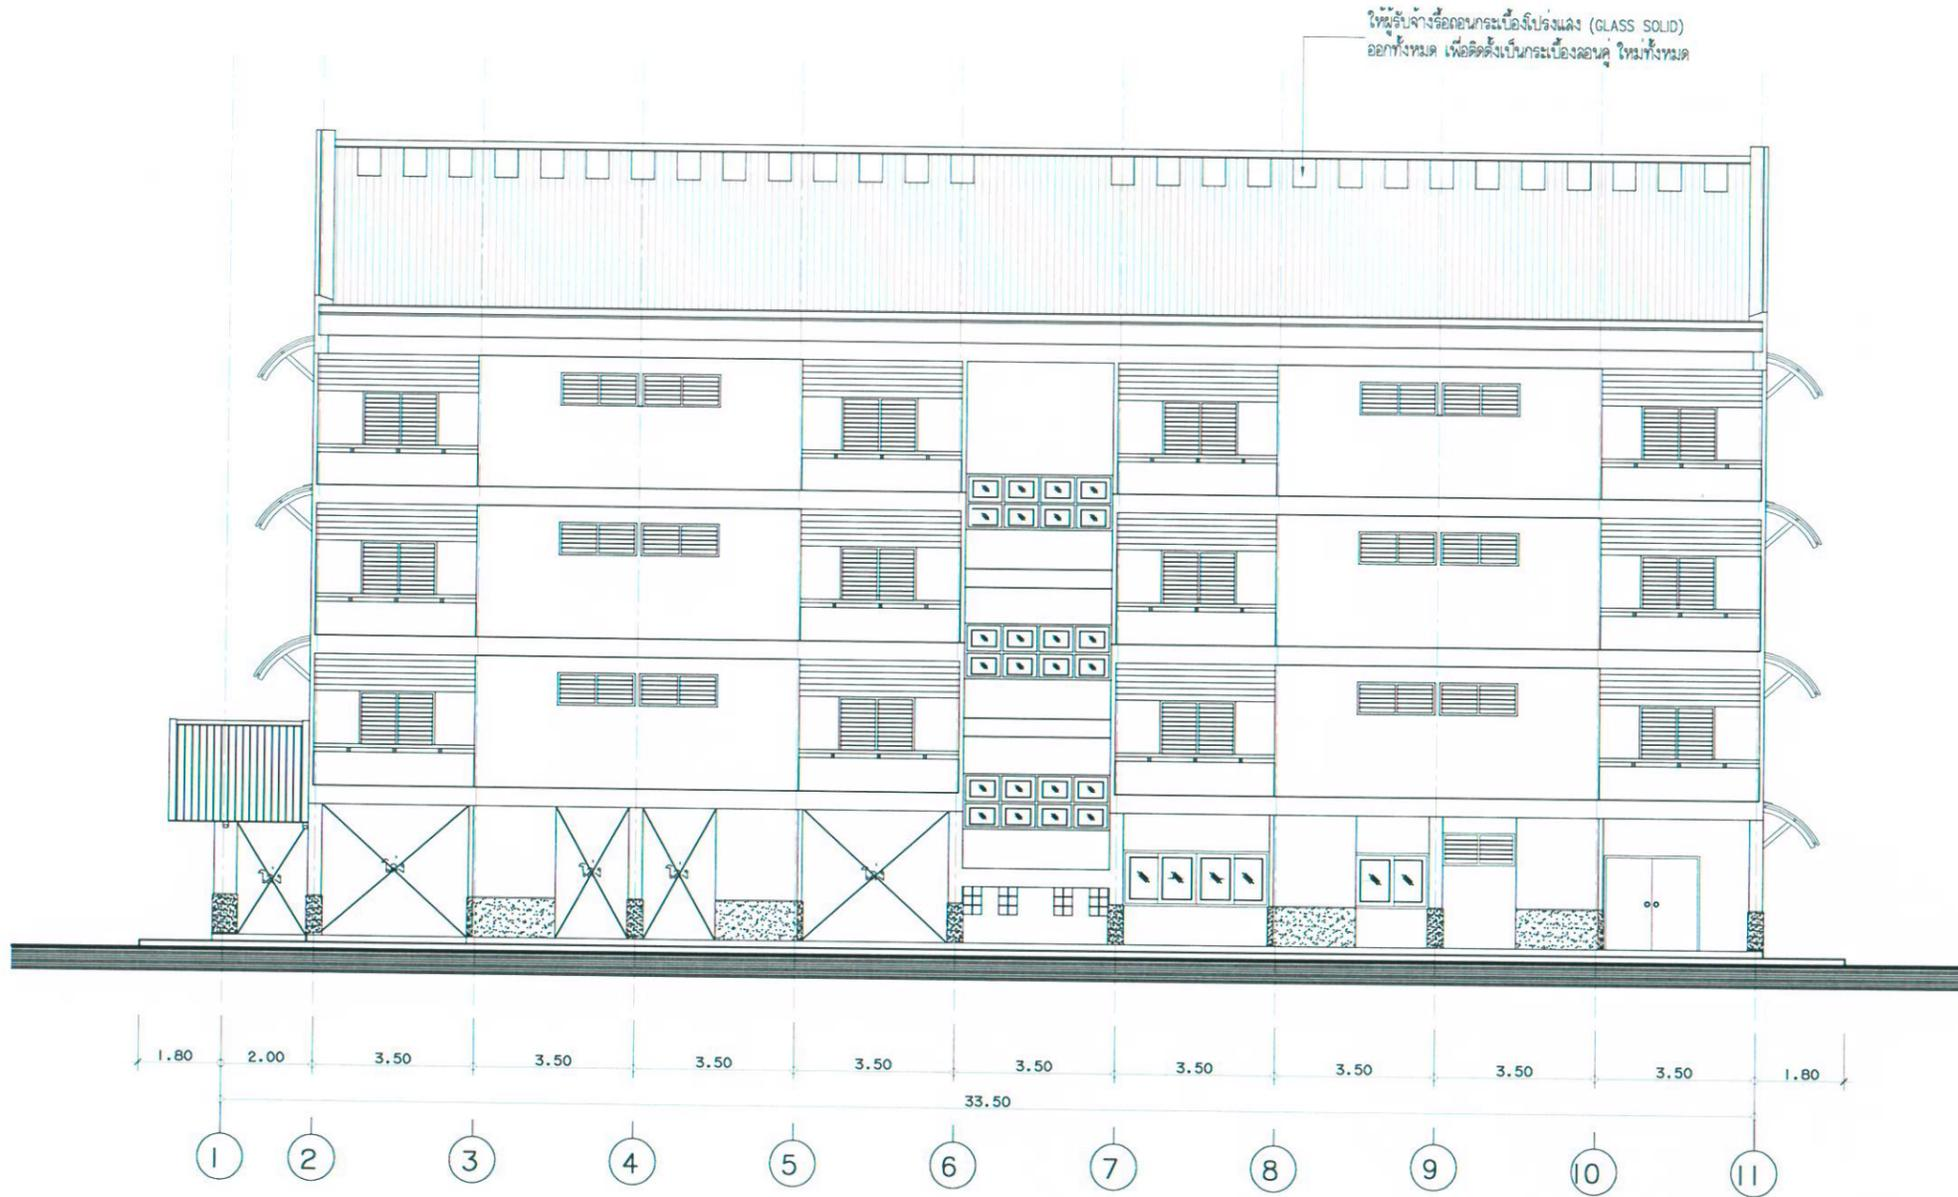 ให้ผู้รับจ้างรื้อถอนกระเบื้องโปร่งแสง (GLASS SOLID)
ออกทั้งหมด เพื่อติดตั้งเป็นกระเบื้องลอนคู่ ใหม่ทั้งหมด
1.80 2.00 3.50 3.50 3.50 3.50 3.50 3.50 3.50 3.50 3.50 1.80
33.50
1 2 3 4 5 6 7 8 9 10 11